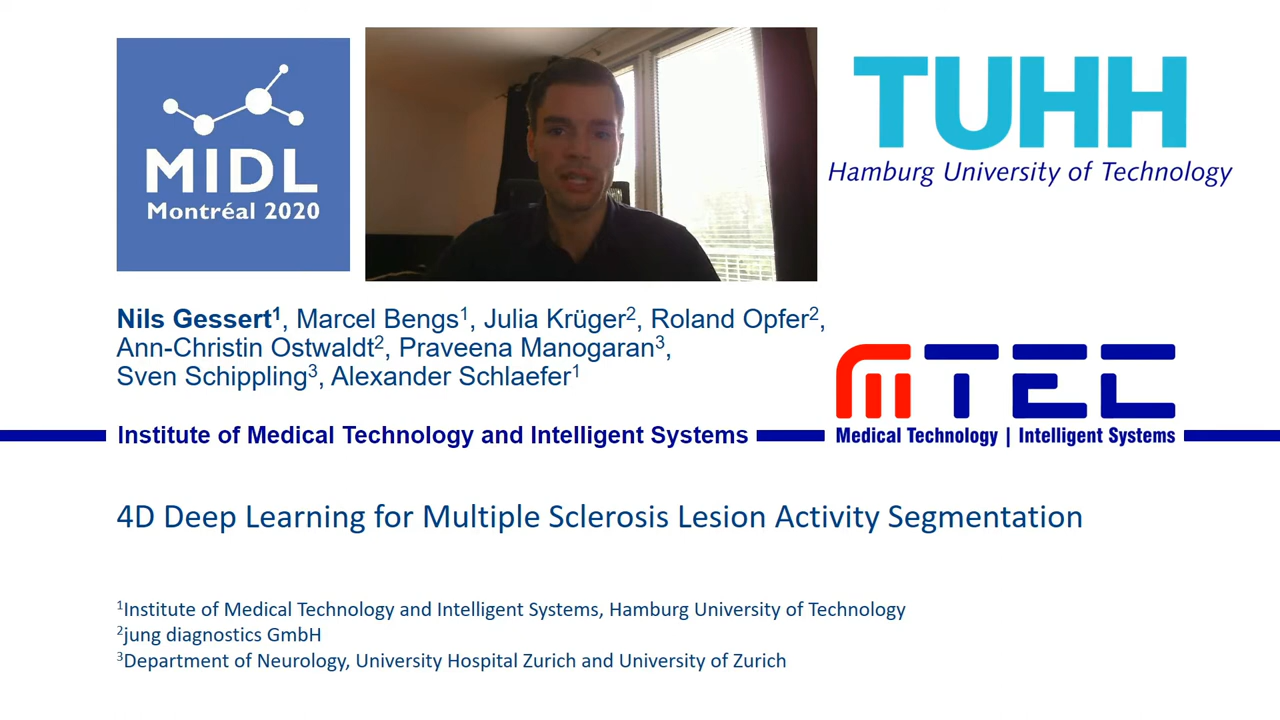 MIDL
Montréal 2020
TUHH
Hamburg University of Technology
Nils Gessert¹, Marcel Bengs¹, Julia Krüger², Roland Opfer²,
Ann-Christin Ostwaldt², Praveena Manogaran³,
Sven Schippling³, Alexander Schlaefer¹
mTEC
Medical Technology | Intelligent Systems
Institute of Medical Technology and Intelligent Systems
4D Deep Learning for Multiple Sclerosis Lesion Activity Segmentation
¹Institute of Medical Technology and Intelligent Systems, Hamburg University of Technology
²jung diagnostics GmbH
³Department of Neurology, University Hospital Zurich and University of Zurich